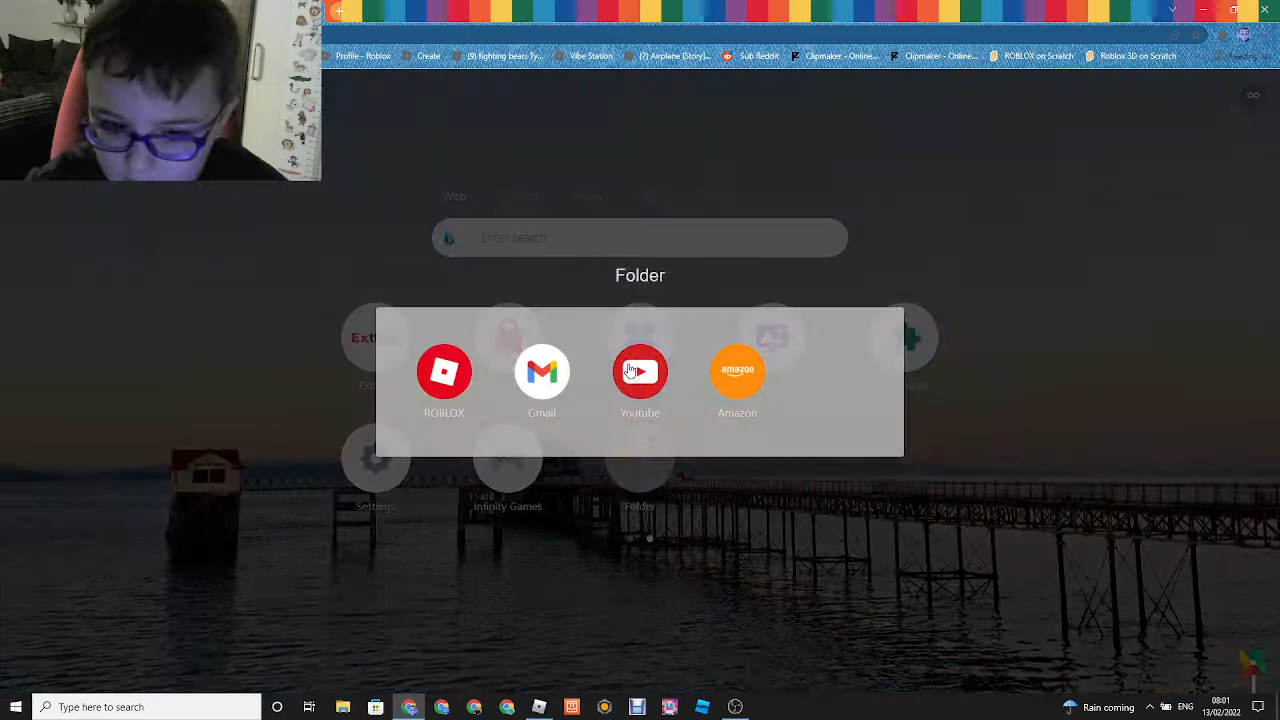 Profile - Roblox Create (9) fighting bears Ty... Vibe Station (?) Airplane [Story]... Sub Reddit Clipmaker - Online... Clipmaker - Online... ROBLOX on Scratch Roblox 3D on Scratch
Web
Enter search
Folder
amazon
ROBLOX Gmail Youtube Amazon
Settings Infinity Games Folder
Type here to search Rain coming ENG 08:01
13/02/2022